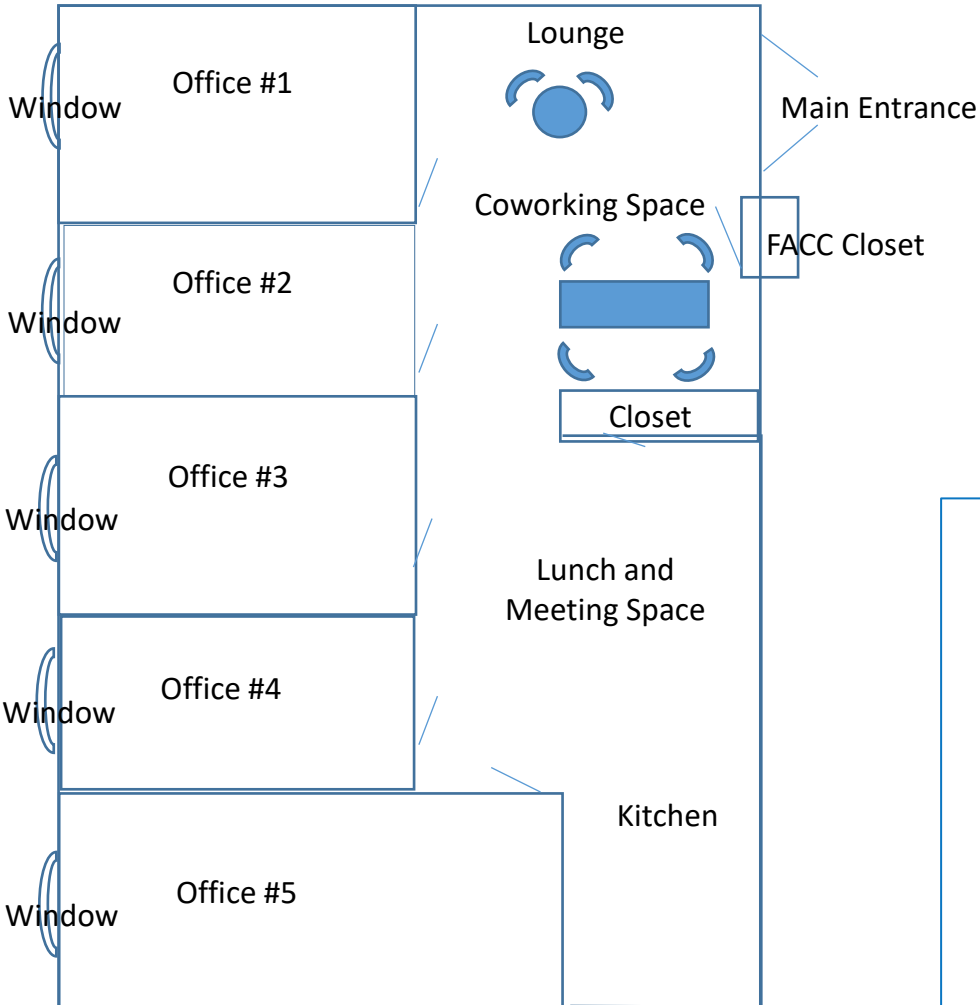 Lounge
Office #1
Window
Main Entrance
Coworking Space
FACC Closet
Office #2
Window
Closet
Office #3
Window
Lunch and
Meeting Space
Office #4
Window
Kitchen
Office #5
Window